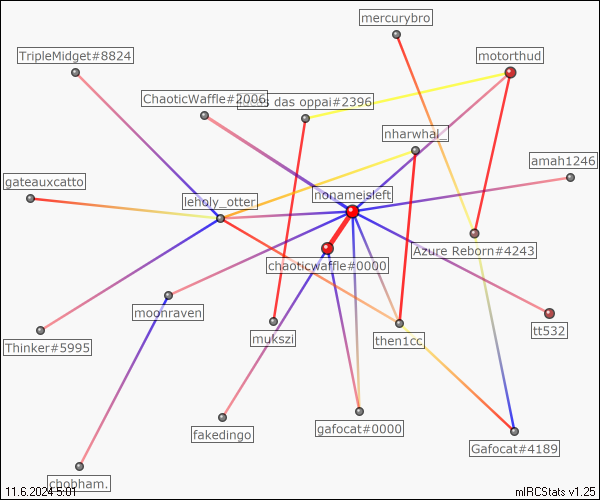 mercurybro
TripleMidget#8824
motorthud
ChaoticWaffle#2006
das oppai#2396
nharwhal_
amah1246
gateauxcatto
nonameisleft
leholy_otter
Azure Reborn#4243
chaoticwaffle#0000
moonraven
tt532
mukszi
then1cc
Thinker#5995
fakedingo
gafocat#0000
Gafocat#4189
chobham.
11.6.2024 5:01
mIRCStats v1.25